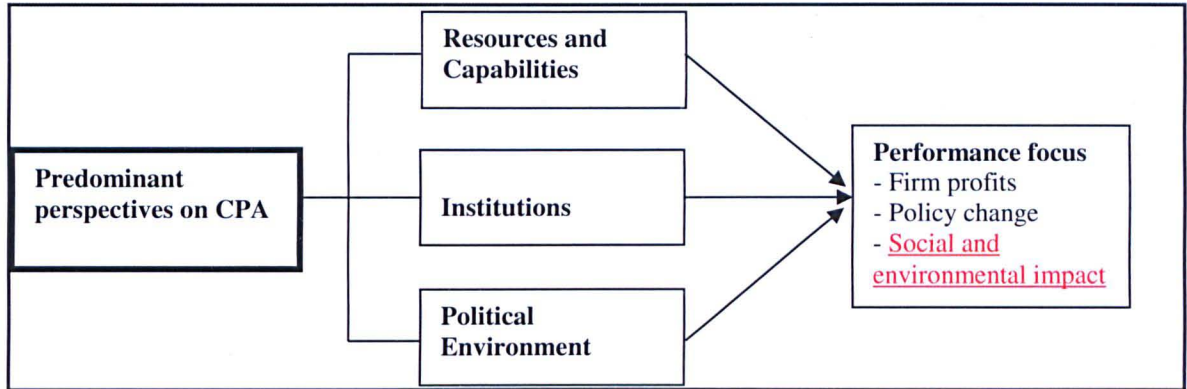 Resources and
Capabilities
Predominant
perspectives on CPA
Institutions
Political
Environment
Performance focus
- Firm profits
- Policy change
- Social and
environmental impact